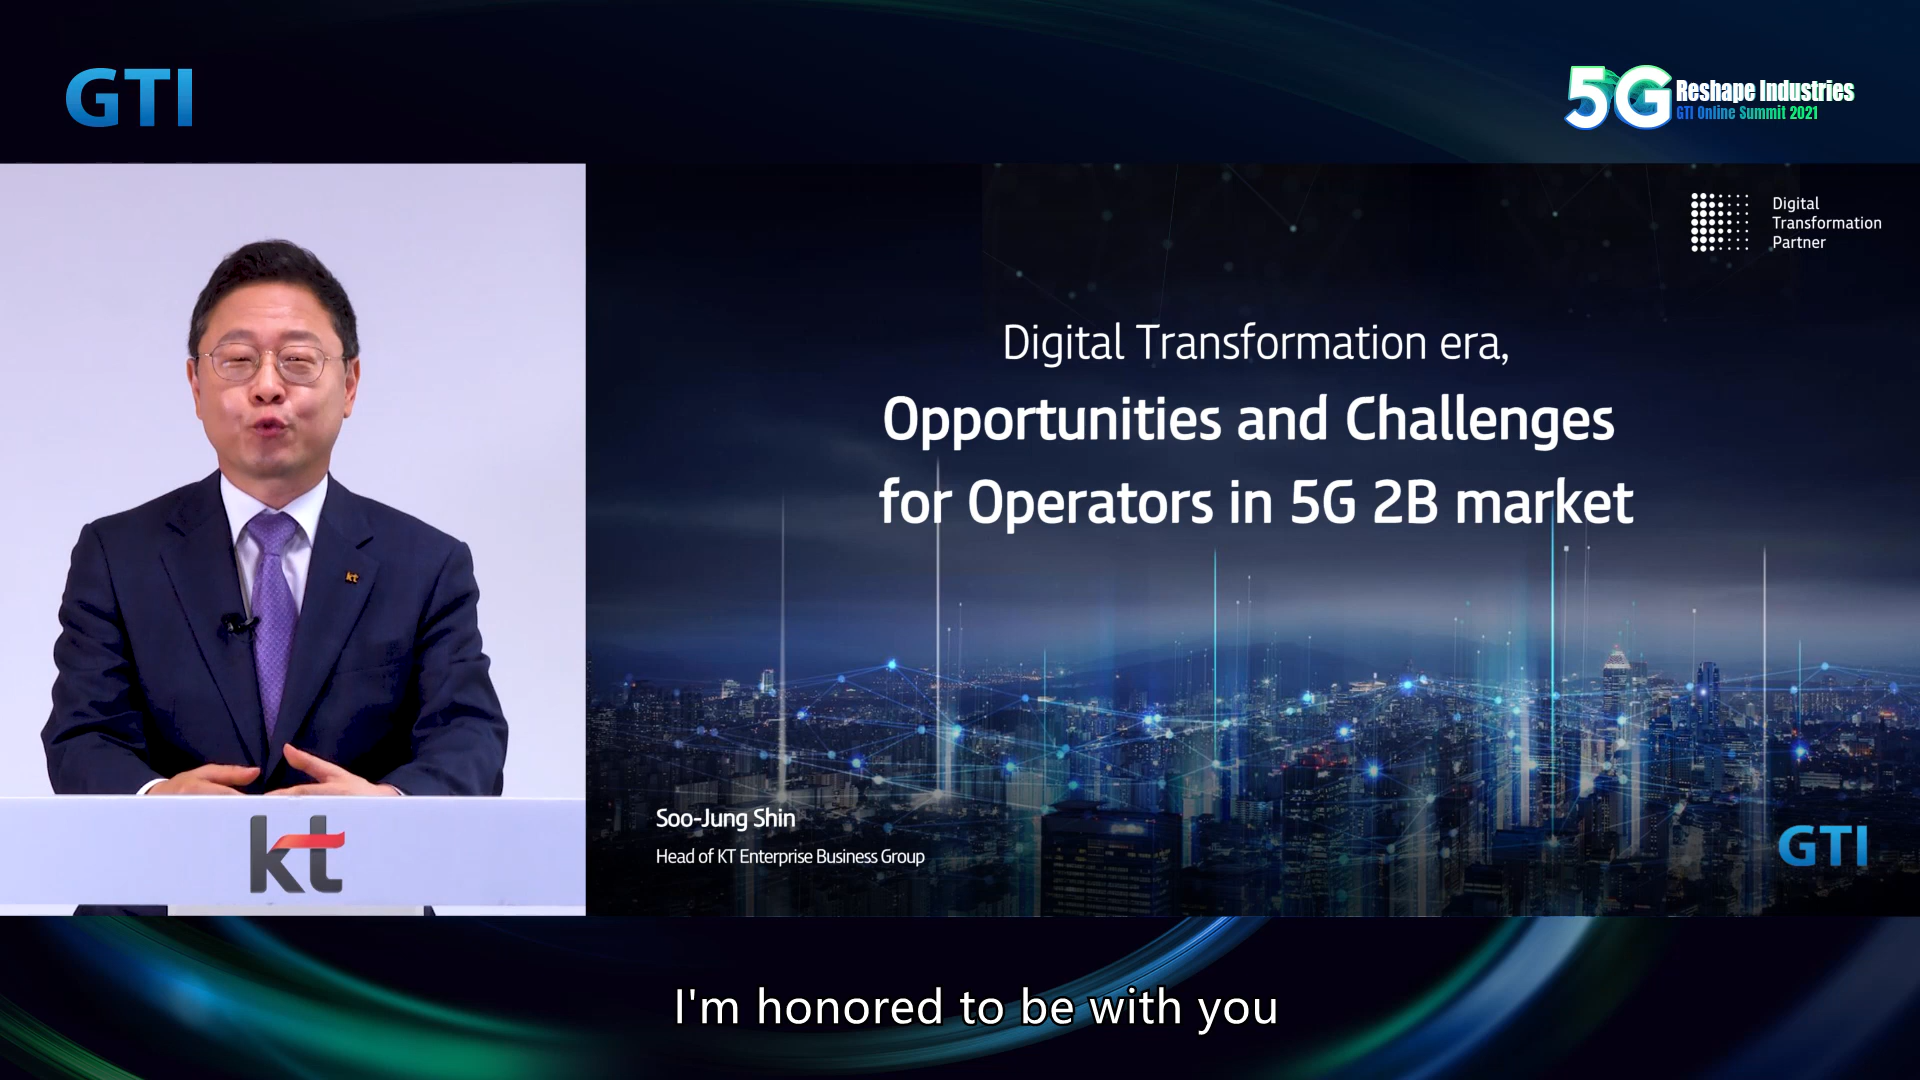 GTI
5G Reshape Industries
GTI Online Summit 2021
Digital
Transformation
Partner
Digital Transformation era,
Opportunities and Challenges
for Operators in 5G 2B market
kt
kt
Soo-Jung Shin
Head of KT Enterprise Business Group
GTI
I'm honored to be with you